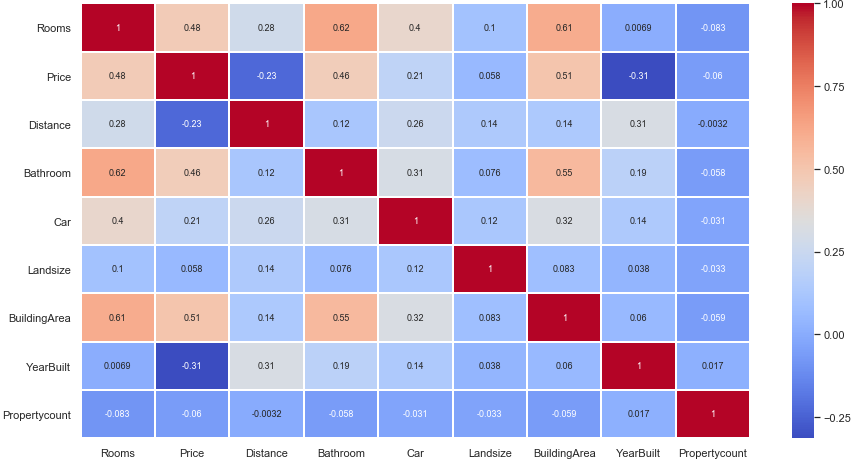 Rooms 1 0.48 0.28 0.62 0.4 0.1 0.61 0.0069 -0.083
Price 0.48 1 -0.23 0.46 0.21 0.058 0.51 -0.31 -0.06
Distance 0.28 -0.23 1 0.12 0.26 0.14 0.14 0.31 -0.0032
Bathroom 0.62 0.46 0.12 1 0.31 0.076 0.55 0.19 -0.058
Car 0.4 0.21 0.26 0.31 1 0.12 0.32 0.14 -0.031
Landsize 0.1 0.058 0.14 0.076 0.12 1 0.083 0.038 -0.033
BuildingArea 0.61 0.51 0.14 0.55 0.32 0.083 1 0.06 -0.059
YearBuilt 0.0069 -0.31 0.31 0.19 0.14 0.038 0.06 1 0.017
Propertycount -0.083 -0.06 -0.0032 -0.058 -0.031 -0.033 -0.059 0.017 1
Rooms Price Distance Bathroom Car Landsize BuildingArea YearBuilt Propertycount
1.00
0.75
0.50
0.25
0.00
−0.25